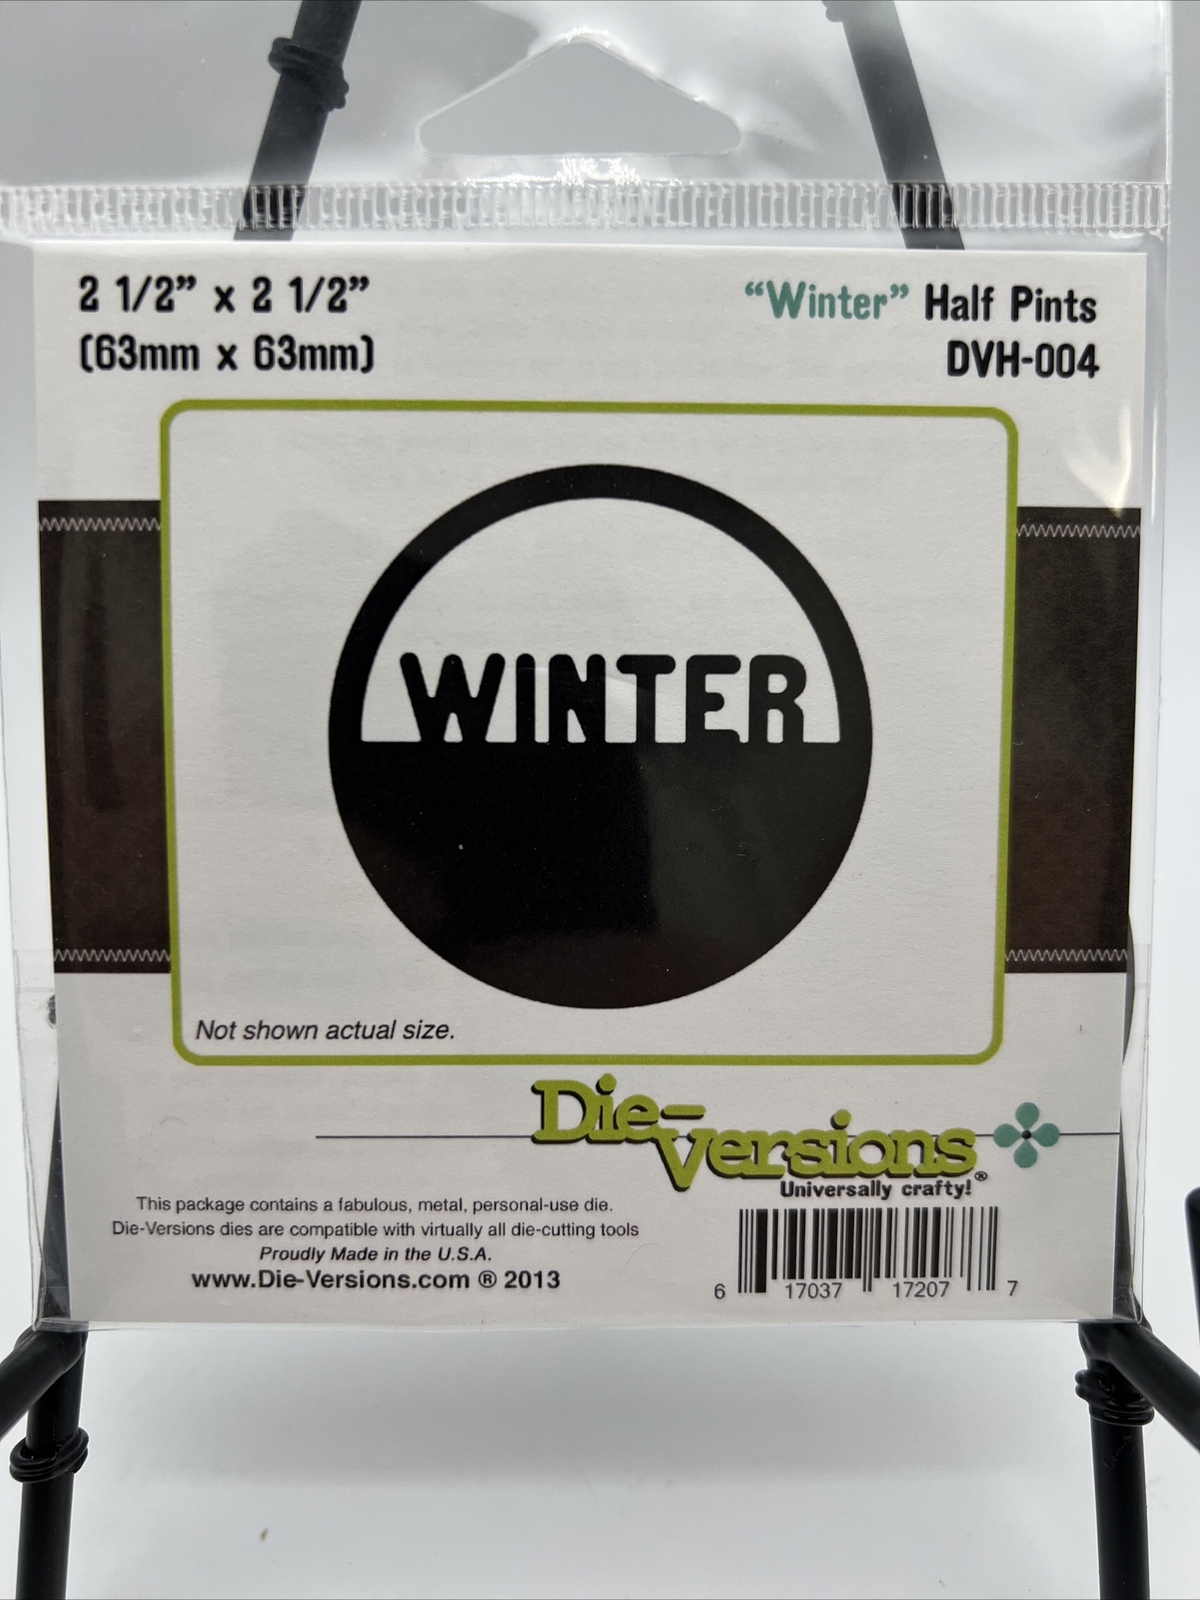 2 1/2” x 2 1/2”
(63mm x 63mm)
“Winter” Half Pints
DVH-004
WINTER
Not shown actual size.
Die-
Versions
Universally crafty!®
This package contains a fabulous, metal, personal-use die.
Die-Versions dies are compatible with virtually all die-cutting tools
Proudly Made in the U.S.A.
www.Die-Versions.com ® 2013
6 17037 17207 7